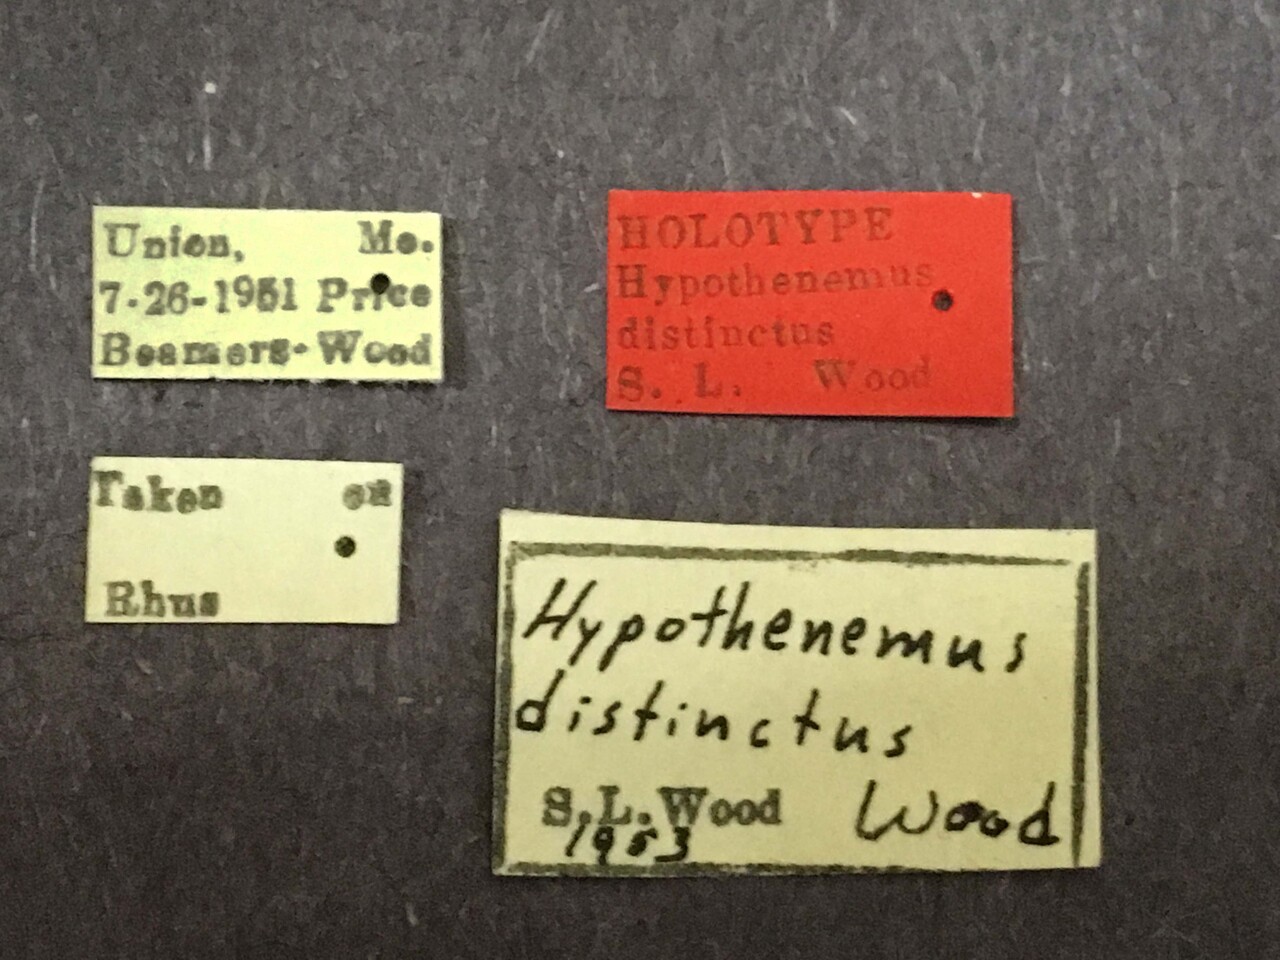 Union, Mo.
7-26-1951 Price
Beamers-Wood
Taken on
Rhus
HOLOTYPE
Hypothenemus
distinctus
S. L. Wood
Hypothenemus
distinctus
S.L.Wood Wood
1953